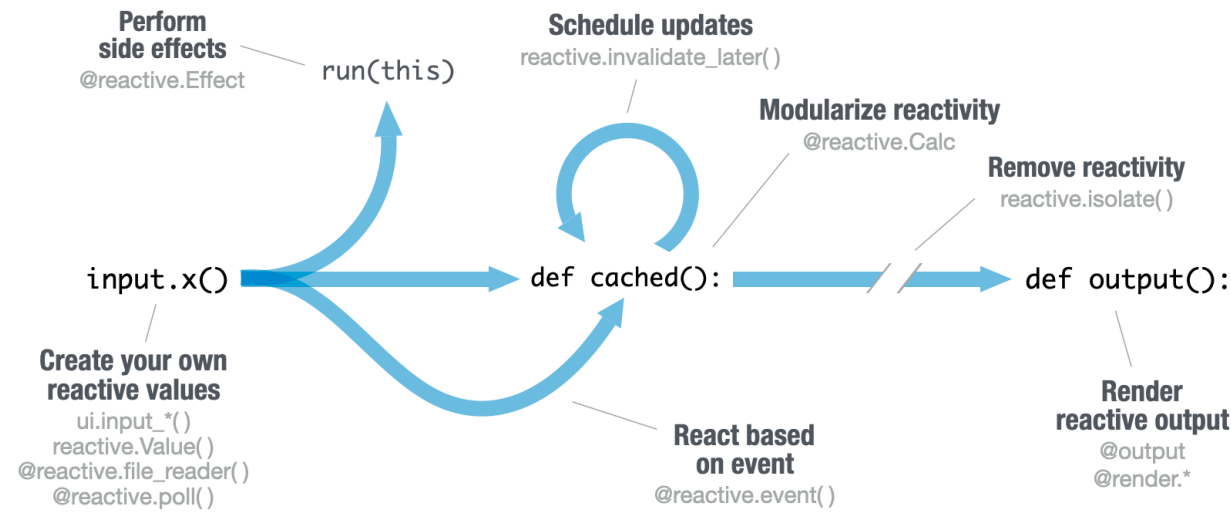 Perform
side effects
@reactive.Effect
run(this)
Schedule updates
reactive.invalidate_later( )
Modularize reactivity
@reactive.Calc
Remove reactivity
reactive.isolate( )
input.x()
def cached():
def output():
Create your own
reactive values
ui.input_*( )
reactive.Value( )
@reactive.file_reader( )
@reactive.poll( )
React based
on event
@reactive.event( )
Render
reactive output
@output
@render.*